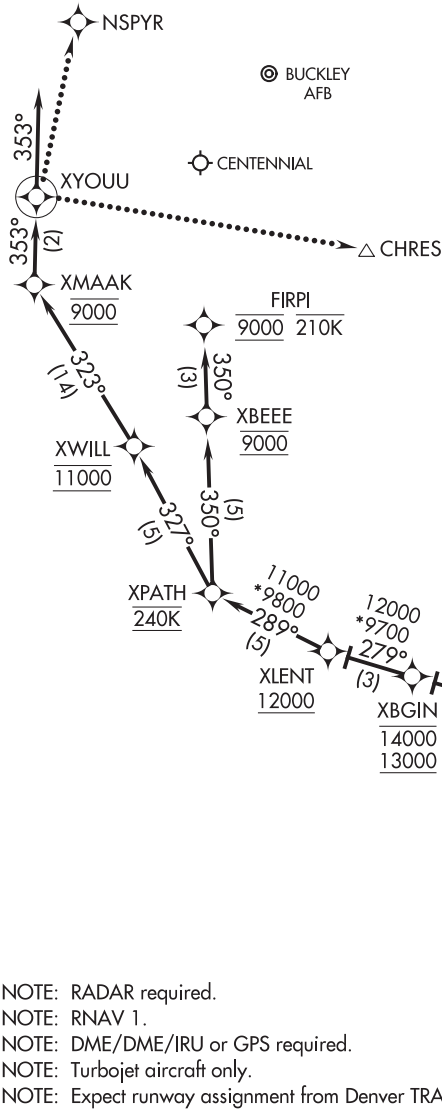 NSPYR
BUCKLEY
AFB
353°
CENTENNIAL
XYOUU
353°
(2)
CHRES
XMAAK
9000
FIRPI
9000 210K
323°
(14)
350°
(3)
XBEEE
9000
XWILL
11000
327°
(5)
350°
(5)
XPATH
240K
11000
*9800
289°
(5)
12000
*9700
279°
(3)
XLENT
12000
XBGIN
14000
13000
NOTE: RADAR required.
NOTE: RNAV 1.
NOTE: DME/DME/IRU or GPS required.
NOTE: Turbojet aircraft only.
NOTE: Expect runway assignment from Denver TRA